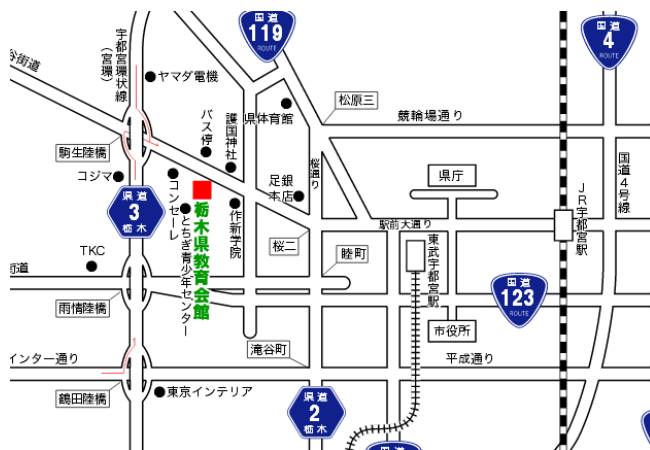 国道
119
ROUTE
国道
4
ROUTE
宇都宮環状線
（宮環）
谷街道
ヤマダ電機
松原三
競輪場通り
県体育館
バス停
護国神社
駒生陸橋
コジマ
コンセーレ
足銀
本店
桜通り
県庁
国道４号線
ＪＲ宇都宮駅
県道
3
栃木
とちぎ青少年センター
栃木県教育会館
作新学院
駅前大通り
桜二
東武宇都宮駅
TKC
睦町
街道
国道
123
ROUTE
雨情陸橋
市役所
滝谷町
インター通り
平成通り
鶴田陸橋
東京インテリア
県道
2
栃木
国道